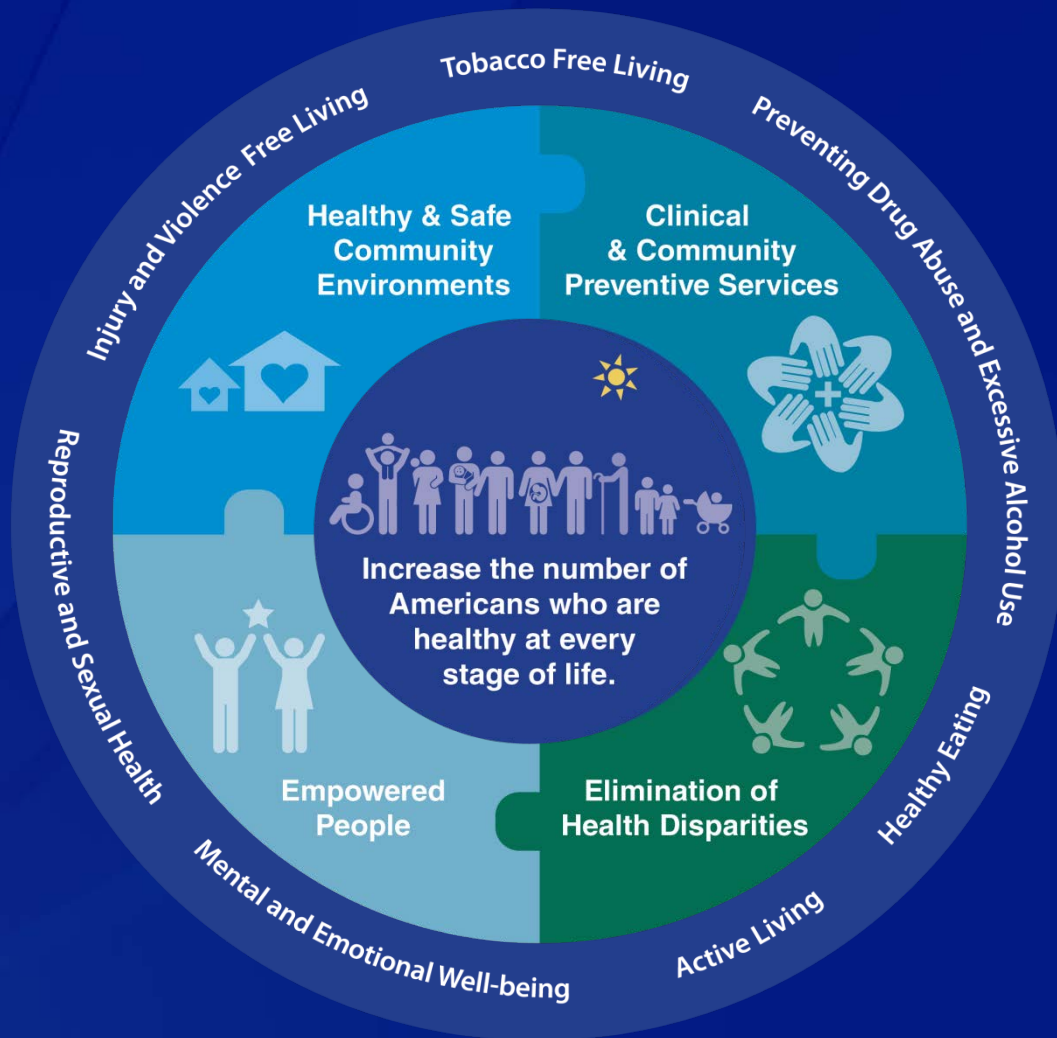 Tobacco Free Living
Preventing Drug Abuse and Excessive Alcohol Use
Healthy Eating
Active Living
Mental and Emotional Well-being
Reproductive and Sexual Health
Injury and Violence Free Living
Healthy & Safe
Community
Environments
Clinical
& Community
Preventive Services
Increase the number of
Americans who are
healthy at every
stage of life.
Empowered
People
Elimination of
Health Disparities